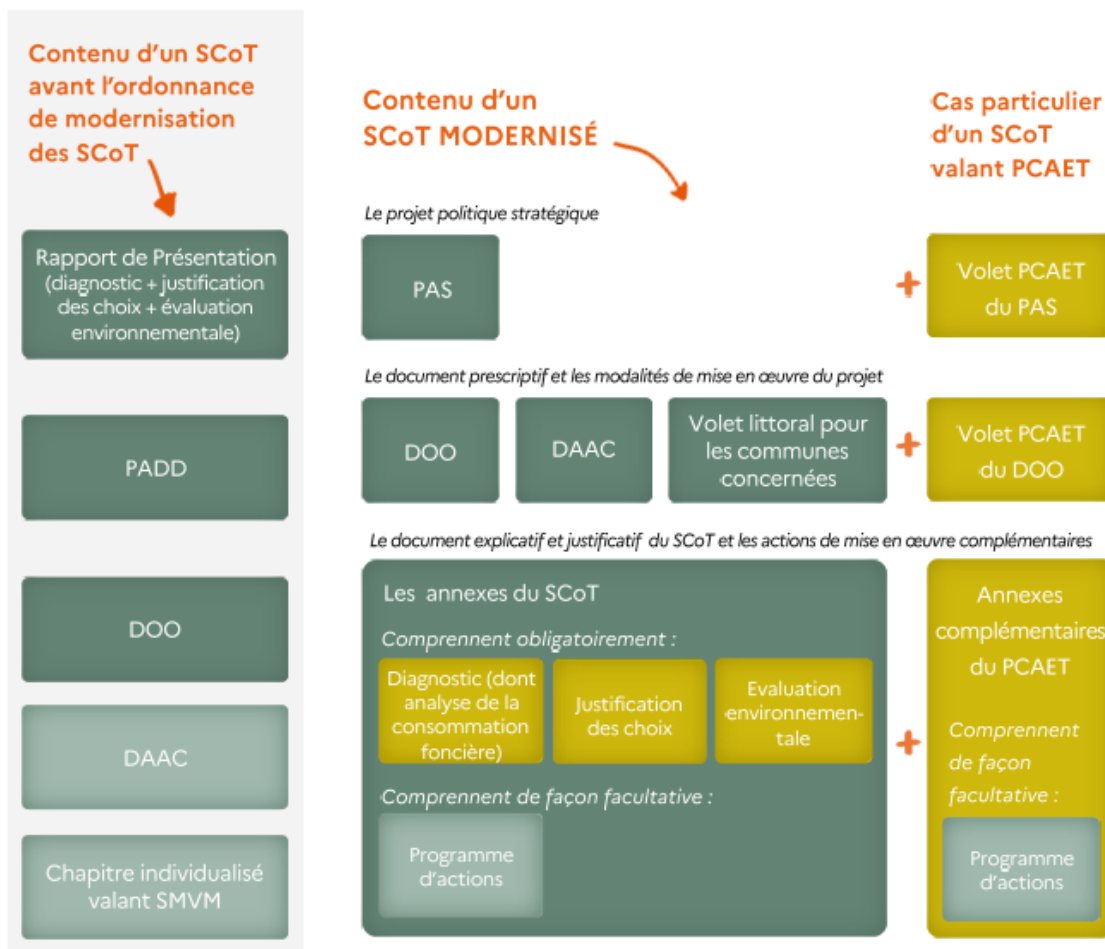 Contenu d'un SCoT
avant l'ordonnance
de modernisation
des SCoT
Rapport de Présentation
(diagnostic + justification
des choix + évaluation
environnementale)
PADD
DOO
DAAC
Chapitre individualisé
valant SMVM
Contenu d'un
SCoT MODERNISÉ
Le projet politique stratégique
PAS
Le document prescriptif et les modalités de mise en œuvre du projet
DOO
DAAC
Volet littoral pour
les communes
concernées
Le document explicatif et justificatif du SCoT et les actions de mise en œuvre complémentaires
Les annexes du SCoT
Comprennent obligatoirement :
Diagnostic (dont
analyse de la
consommation
foncière)
Justification
des choix
Evaluation
environnemen-
tale
Comprennent de façon facultative :
Programme
d'actions
Cas particulier
d'un SCoT
valant PCAET
+
Volet PCAET
du PAS
+
Volet PCAET
du DOO
+
Annexes
complémentaires
du PCAET
Comprennent
de façon
facultative :
Programme
d'actions